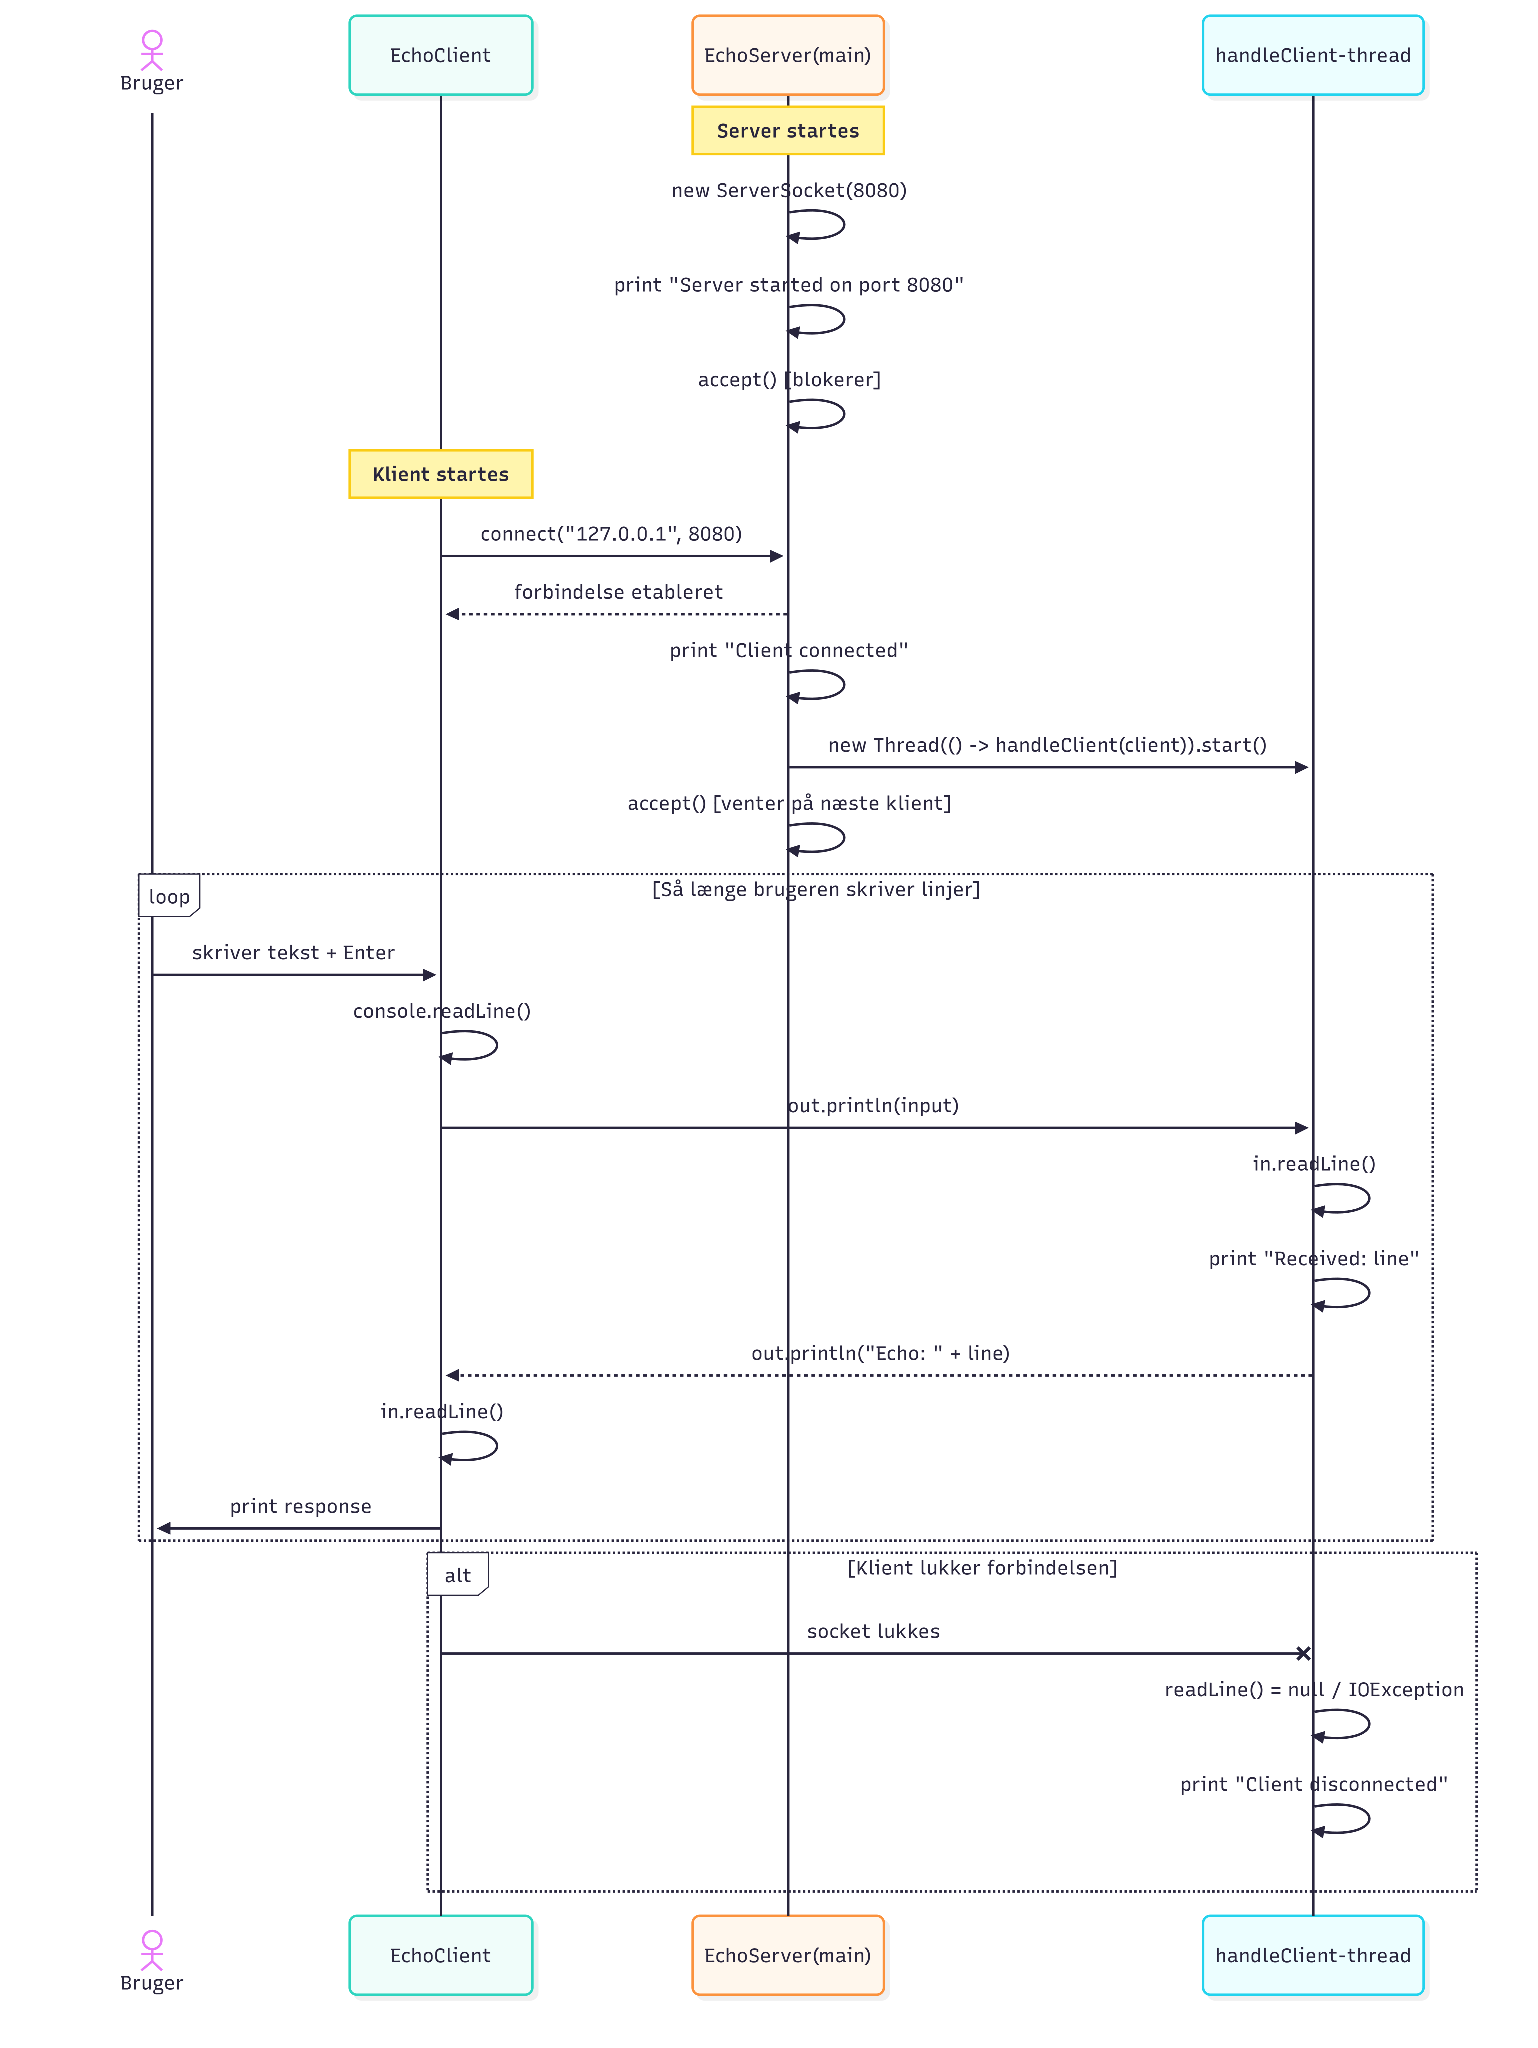 Bruger
EchoClient
EchoServer(main)
handleClient-thread
Server startes
new ServerSocket(8080)
print "Server started on port 8080"
accept() [blokerer]
Klient startes
connect("127.0.0.1", 8080)
forbindelse etableret
print "Client connected"
new Thread(() -> handleClient(client)).start()
accept() [venter på næste klient]
loop
[Så længe brugeren skriver linjer]
skriver tekst + Enter
console.readLine()
out.println(input)
in.readLine()
print "Received: line"
out.println("Echo: " + line)
in.readLine()
print response
alt
[Klient lukker forbindelsen]
socket lukkes
readLine() = null / IOException
print "Client disconnected"
Bruger
EchoClient
EchoServer(main)
handleClient-thread